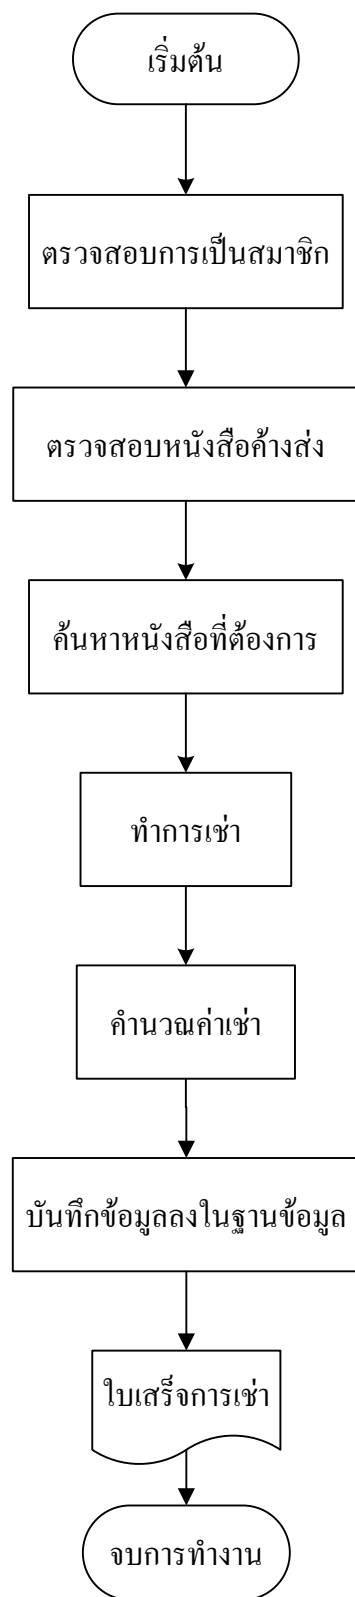 เริ่มต้น
ตรวจสอบการเป็นสมาชิก
ตรวจสอบหนังสือค้างส่ง
ค้นหาหนังสือที่ต้องการ
ทำการเช่า
คำนวณค่าเช่า
บันทึกข้อมูลลงในฐานข้อมูล
ใบเสร็จการเช่า
จบการทำงาน